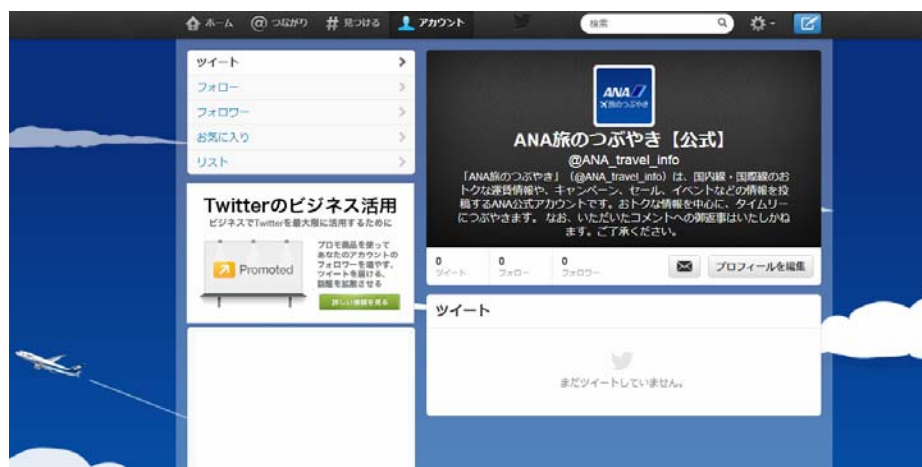 ホーム @つながり #見つける アカウント 検索
ツイート
フォロー
フォロワー
お気に入り
リスト
Twitterのビジネス活用
ビジネスでTwitterを最大限に活用するために
Promoted
プロモ商品を使って
あなたのアカウントの
フォロワーを増やす、
ツイートを届ける、
話題を拡散させる
詳しい情報を見る
ANA
旅のつぶやき
ANA旅のつぶやき【公式】
@ANA_travel_info
「ANA旅のつぶやき」（@ANA_travel_info）は、国内線・国際線のお
トクな運賃情報や、キャンペーン、セール、イベントなどの情報を投
稿するANA公式アカウントです。おトクな情報を中心に、タイムリー
につぶやきます。 なお、いただいたコメントへの御返事はいたしかね
ます。ご了承ください。
0 0 0
ツイート フォロー フォロワー
プロフィールを編集
ツイート
まだツイートしていません。